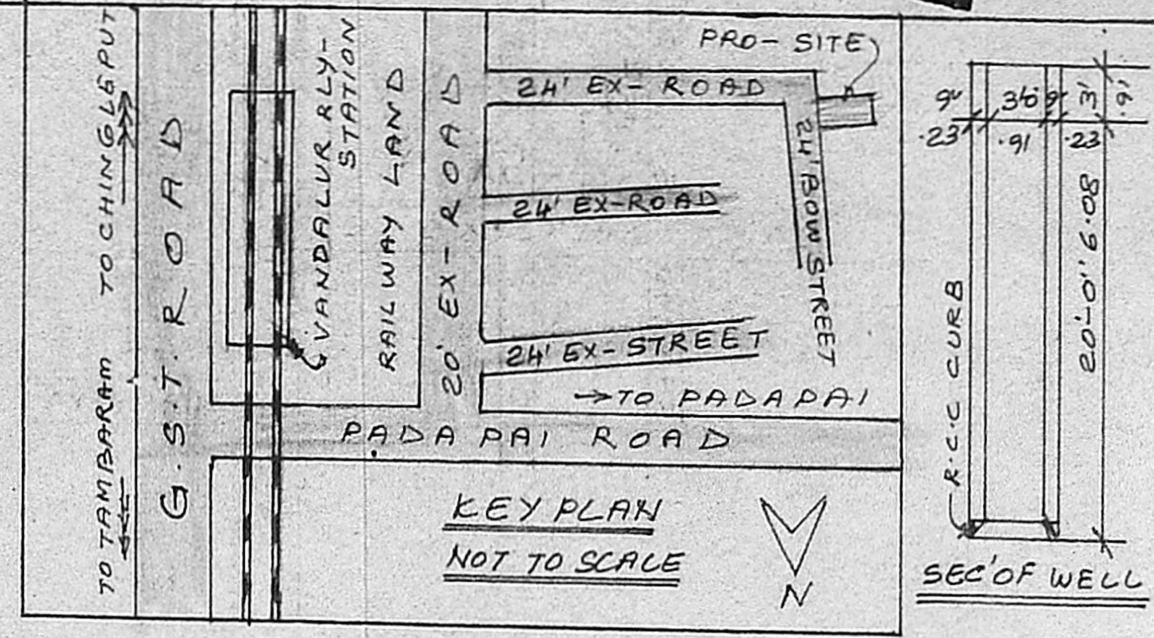 TO TAMBARAM TO CHINGLEPUT
G.S.T. ROAD
VANDALUR RLY-
STATION
RAILWAY LAND
20' EX-ROAD
PRO-SITE
24' EX-ROAD
24' BOW STREET
24' EX-ROAD
24' EX-STREET
→TO PADAPAI
PADAPAI ROAD
KEY PLAN
NOT TO SCALE
N
9" 3'6 9" 3'
.23 .91 .23 .91
20'-0", 6.08
R.C.C CURB
SEC' OF WELL